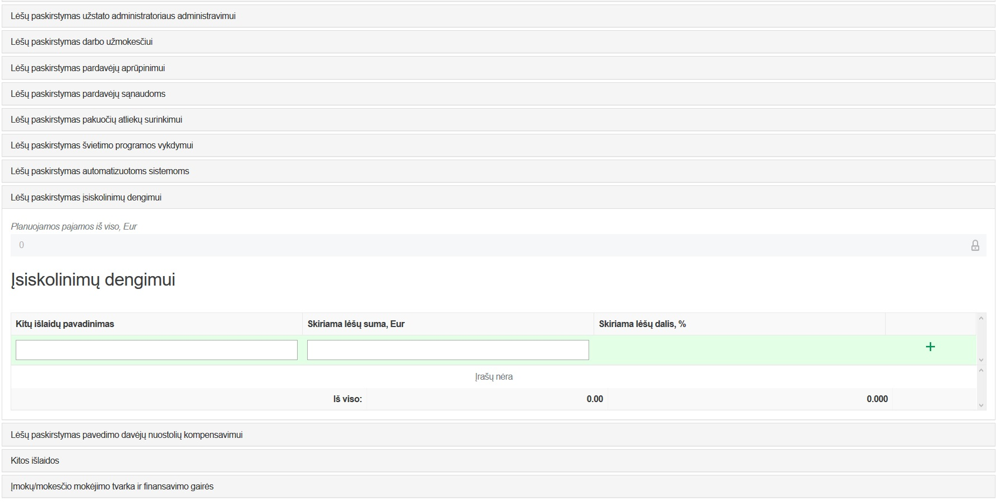 Lėšų paskirstymas užstato administratoriaus administravimui
Lėšų paskirstymas darbo užmokesčiui
Lėšų paskirstymas pardavėjų aprūpinimui
Lėšų paskirstymas pardavėjų sąnaudoms
Lėšų paskirstymas pakuočių atliekų surinkimui
Lėšų paskirstymas švietimo programos vykdymui
Lėšų paskirstymas automatizuotoms sistemoms
Lėšų paskirstymas įsiskolinimų dengimui
Planuojamos pajamos iš viso, Eur
0
Įsiskolinimų dengimui
Kitų išlaidų pavadinimas Skiriama lėšų suma, Eur Skiriama lėšų dalis, %
Įrašų nėra
Iš viso: 0.00 0.000
Lėšų paskirstymas pavedimo davėjų nuostolių kompensavimui
Kitos išlaidos
Įmokų/mokesčio mokėjimo tvarka ir finansavimo gairės